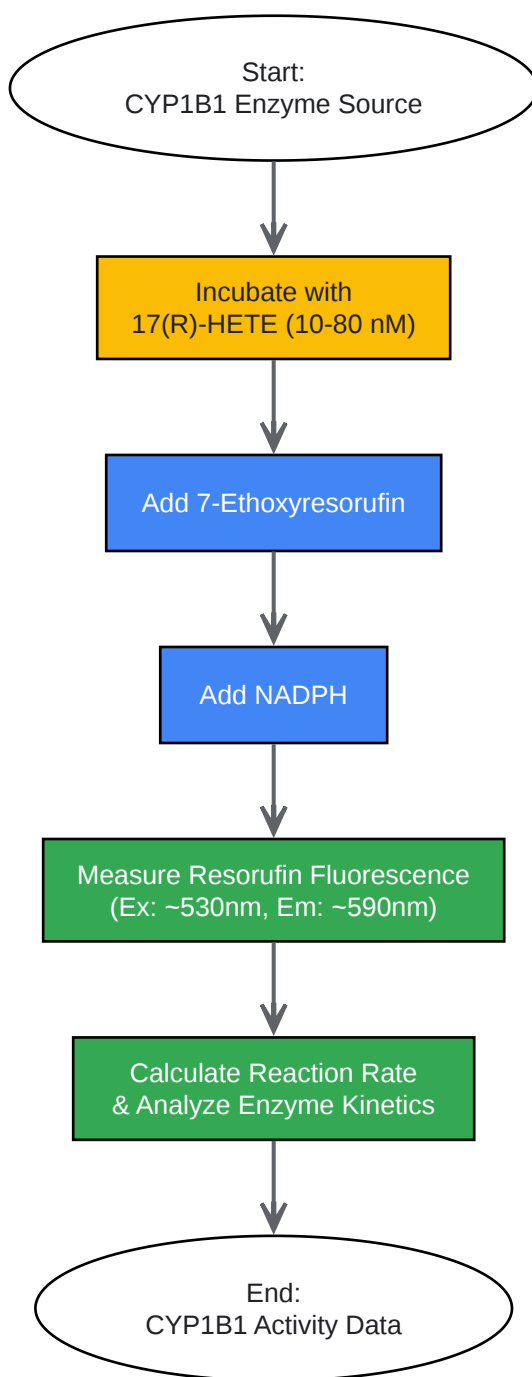 Start:
CYP1B1 Enzyme Source
Incubate with
17(R)-HETE (10-80 nM)
Add 7-Ethoxyresorufin
Add NADPH
Measure Resorufin Fluorescence
(Ex: ~530nm, Em: ~590nm)
Calculate Reaction Rate
& Analyze Enzyme Kinetics
End:
CYP1B1 Activity Data